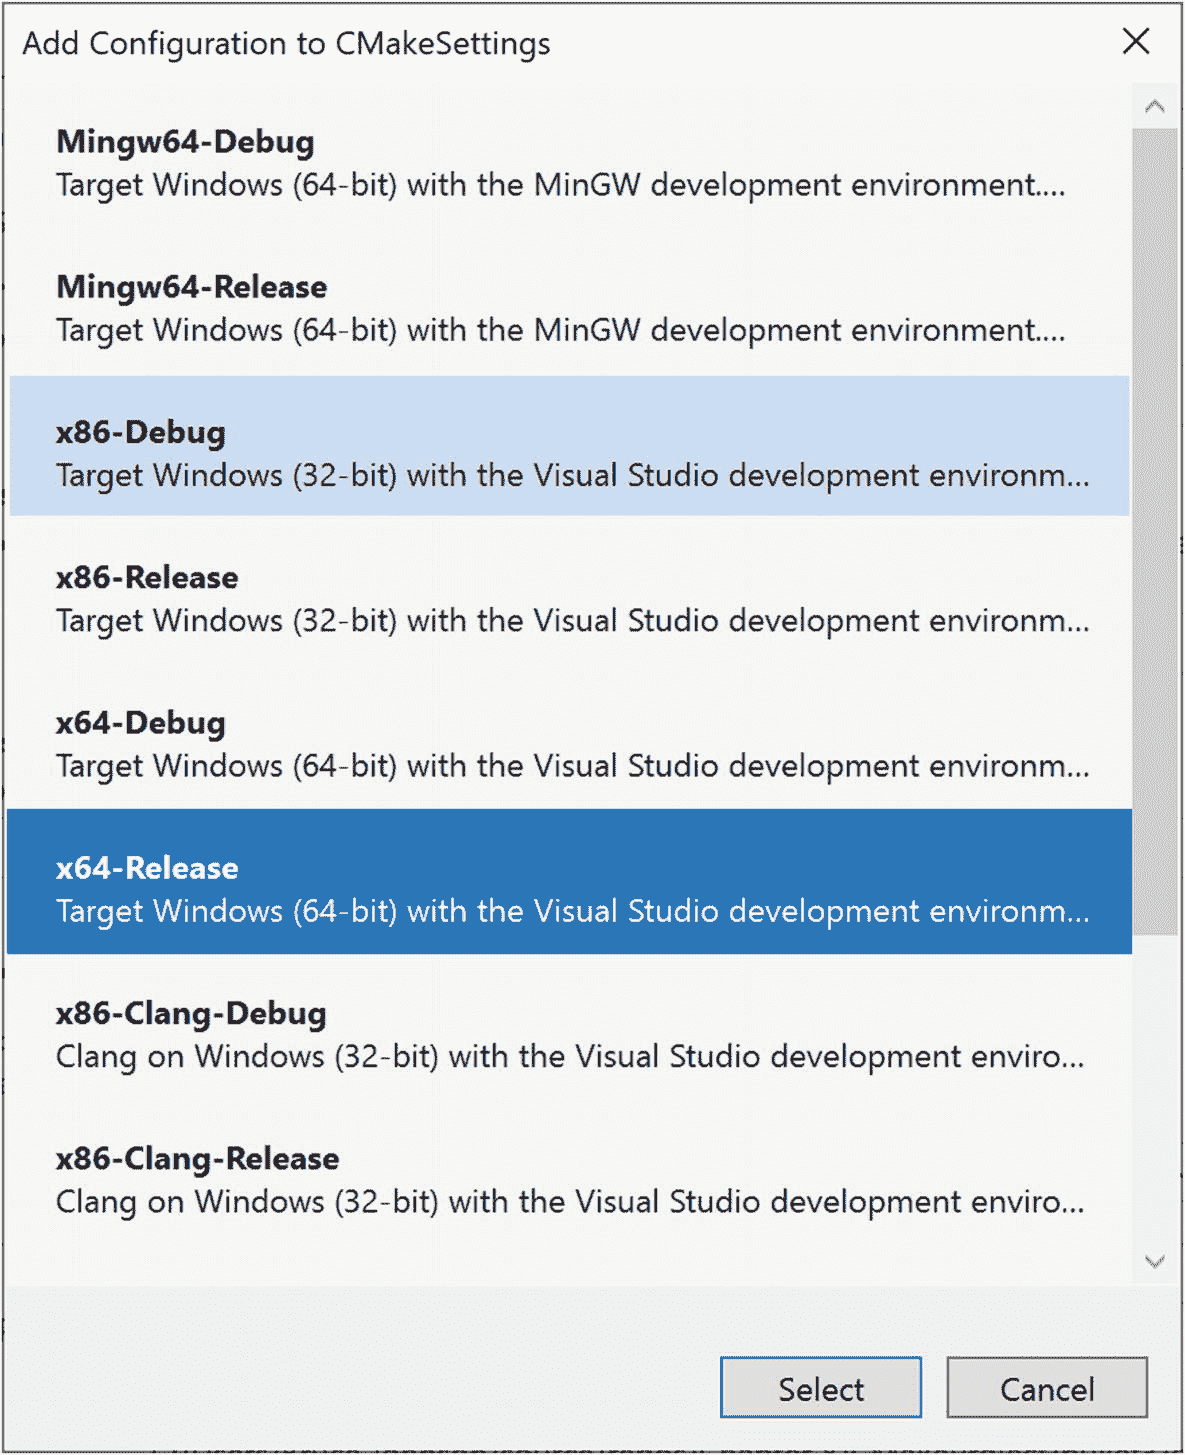 Add Configuration to CMakeSettings
Mingw64-Debug
Target Windows (64-bit) with the MinGW development environment....
Mingw64-Release
Target Windows (64-bit) with the MinGW development environment....
x86-Debug
Target Windows (32-bit) with the Visual Studio development environm...
x86-Release
Target Windows (32-bit) with the Visual Studio development environm...
x64-Debug
Target Windows (64-bit) with the Visual Studio development environm...
x64-Release
Target Windows (64-bit) with the Visual Studio development environm...
x86-Clang-Debug
Clang on Windows (32-bit) with the Visual Studio development enviro...
x86-Clang-Release
Clang on Windows (32-bit) with the Visual Studio development enviro...
Select Cancel